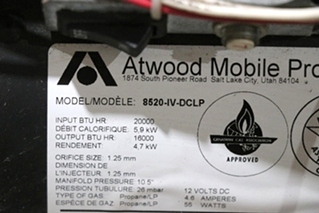 Atwood Mobile Pro
1874 South Pioneer Road Salt Lake City, Utah 84104
MODEL/MODÈLE: 8520-IV-DCLP
INPUT BTU HR 20000
DÉBIT CALORIFIQUE: 5,9 kW
OUTPUT BTU HR 16000
RENDEMENT: 4,7 kW
ORIFICE SIZE: 1.25 mm
DIMENSION DE
L'INJECTEUR: 1.25 mm
MANIFOLD PRESSURE: 10.5"
PRESSION TUBULURE: 26 mbar 12 VOLTS DC
TYPE OF GAS: Propane/LP 4.6 AMPERES
ESPÈCE DE GAZ: Propane/LP 55 WATTS
APPROVED